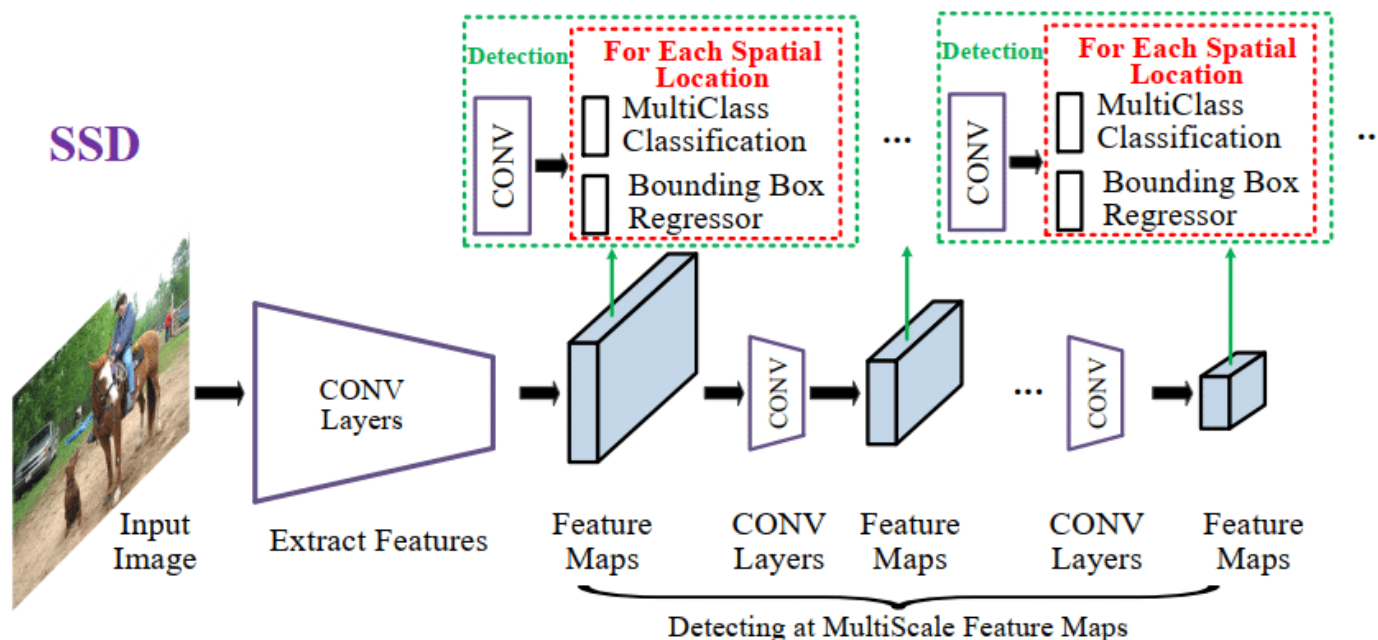 SSD
Detection
For Each Spatial
Location
CONV
MultiClass
Classification
Bounding Box
Regressor
...
Detection
For Each Spatial
Location
CONV
MultiClass
Classification
Bounding Box
Regressor
..
CONV
Layers
CONV
...
CONV
Input
Image
Extract Features
Feature
Maps
CONV
Layers
Feature
Maps
CONV
Layers
Feature
Maps
Detecting at MultiScale Feature Maps